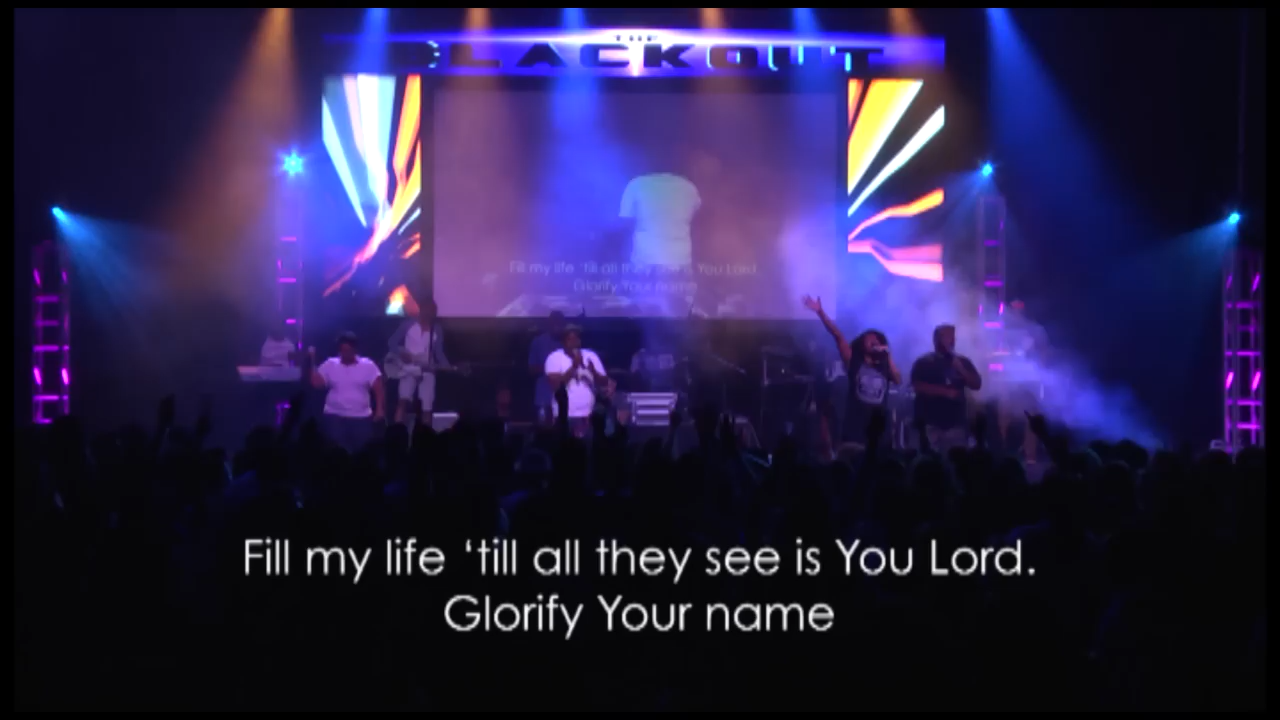 THE
BLACKOUT
Fill my life 'till all they see is You Lord.
Glorify Your name
Fill my life ‘till all they see is You Lord.
Glorify Your name